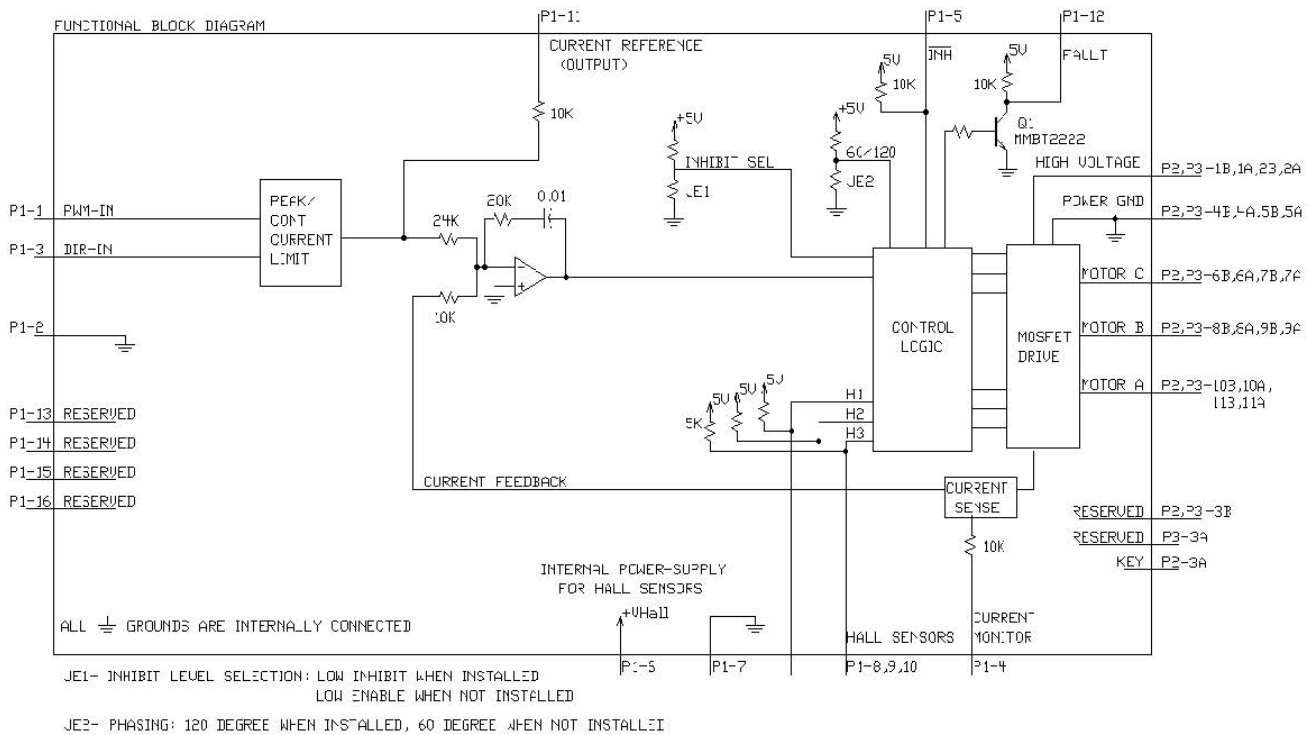 FUNCTIONAL BLOCK DIAGRAM
P1-11
P1-5
P1-12
CURRENT REFERENCE
(OUTPUT)
INH
FAULT
5V
5V
5V
10K
10K
10K
+5V
+5V
Q1
MMBT2222
INHIBIT SEL
60/120
JE1
JE2
HIGH VOLTAGE
P2,P3-1B,1A,2B,2A
POWER GND
P2,P3-4B,4A,5B,5A
P1-1
PWM-IN
P1-3
DIR-IN
PEAK/
CONT
CURRENT
LIMIT
24K
20K
0.01
10K
-
+
P1-2
CONTROL
LOGIC
MOSFET
DRIVE
MOTOR C
P2,P3-6B,6A,7B,7A
MOTOR B
P2,P3-8B,8A,9B,9A
MOTOR A
P2,P3-10B,10A,
11B,11A
5V
5V
5V
5K
H1
H2
H3
P1-13 RESERVED
P1-14 RESERVED
P1-15 RESERVED
P1-16 RESERVED
CURRENT FEEDBACK
CURRENT
SENSE
10K
RESERVED P2,P3-3B
RESERVED P3-3A
KEY P2-3A
INTERNAL POWER-SUPPLY
FOR HALL SENSORS
+VHall
ALL GROUNDS ARE INTERNALLY CONNECTED
HALL SENSORS
CURRENT
MONITOR
P1-6
P1-7
P1-8,9,10
P1-4
JE1- INHIBIT LEVEL SELECTION: LOW INHIBIT WHEN INSTALLED
LOW ENABLE WHEN NOT INSTALLED
JE2- PHASING: 120 DEGREE WHEN INSTALLED, 60 DEGREE WHEN NOT INSTALLED